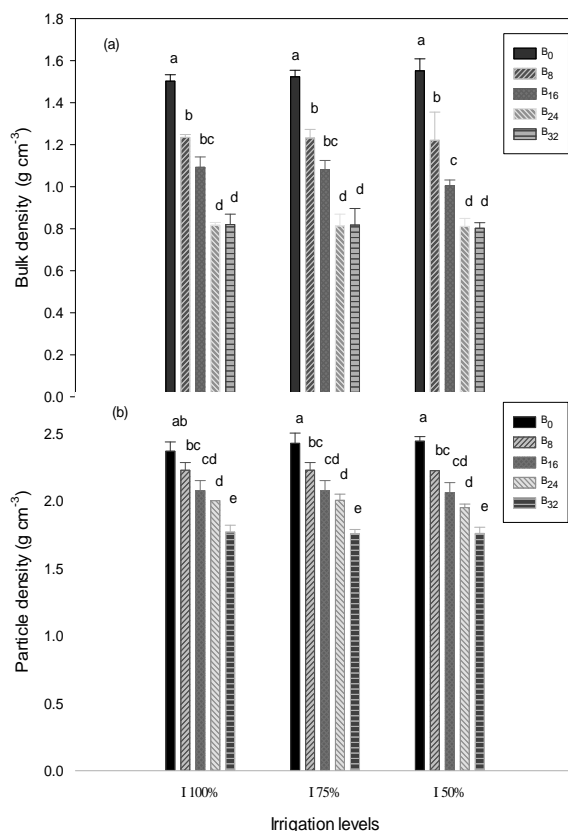 1.8
(a)
a
a
a
B0
B8
B16
B24
B32
1.6
1.4
b
b
b
1.2
bc
bc
c
1.0
d d
d d
d d
0.8
0.6
0.4
0.2
0.0
Bulk density (g cm-3)
(b)
2.5
ab
a
a
B0
B8
B16
B24
B32
bc
bc
bc
cd
cd
cd
d
d
d
2.0
e
e
e
1.5
1.0
0.5
0.0
Particle density (g cm-3)
I 100%
I 75%
I 50%
Irrigation levels